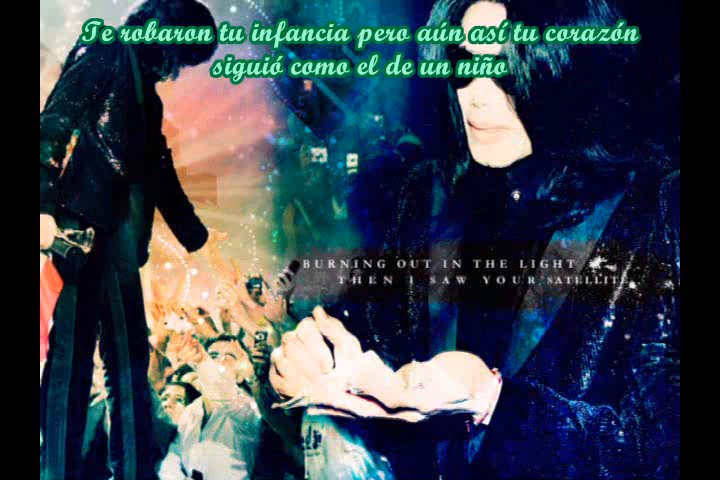 Te robaron tu infancia pero aún así tu corazón
siguió como el de un niño
BURNING OUT IN THE LIGHT
THEN I SAW YOUR SATELLIT